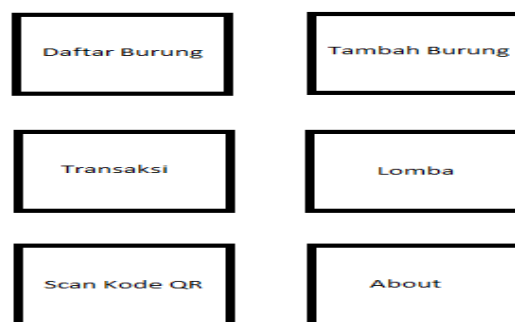 Daftar Burung
Tambah Burung
Transaksi
Lomba
Scan Kode QR
About